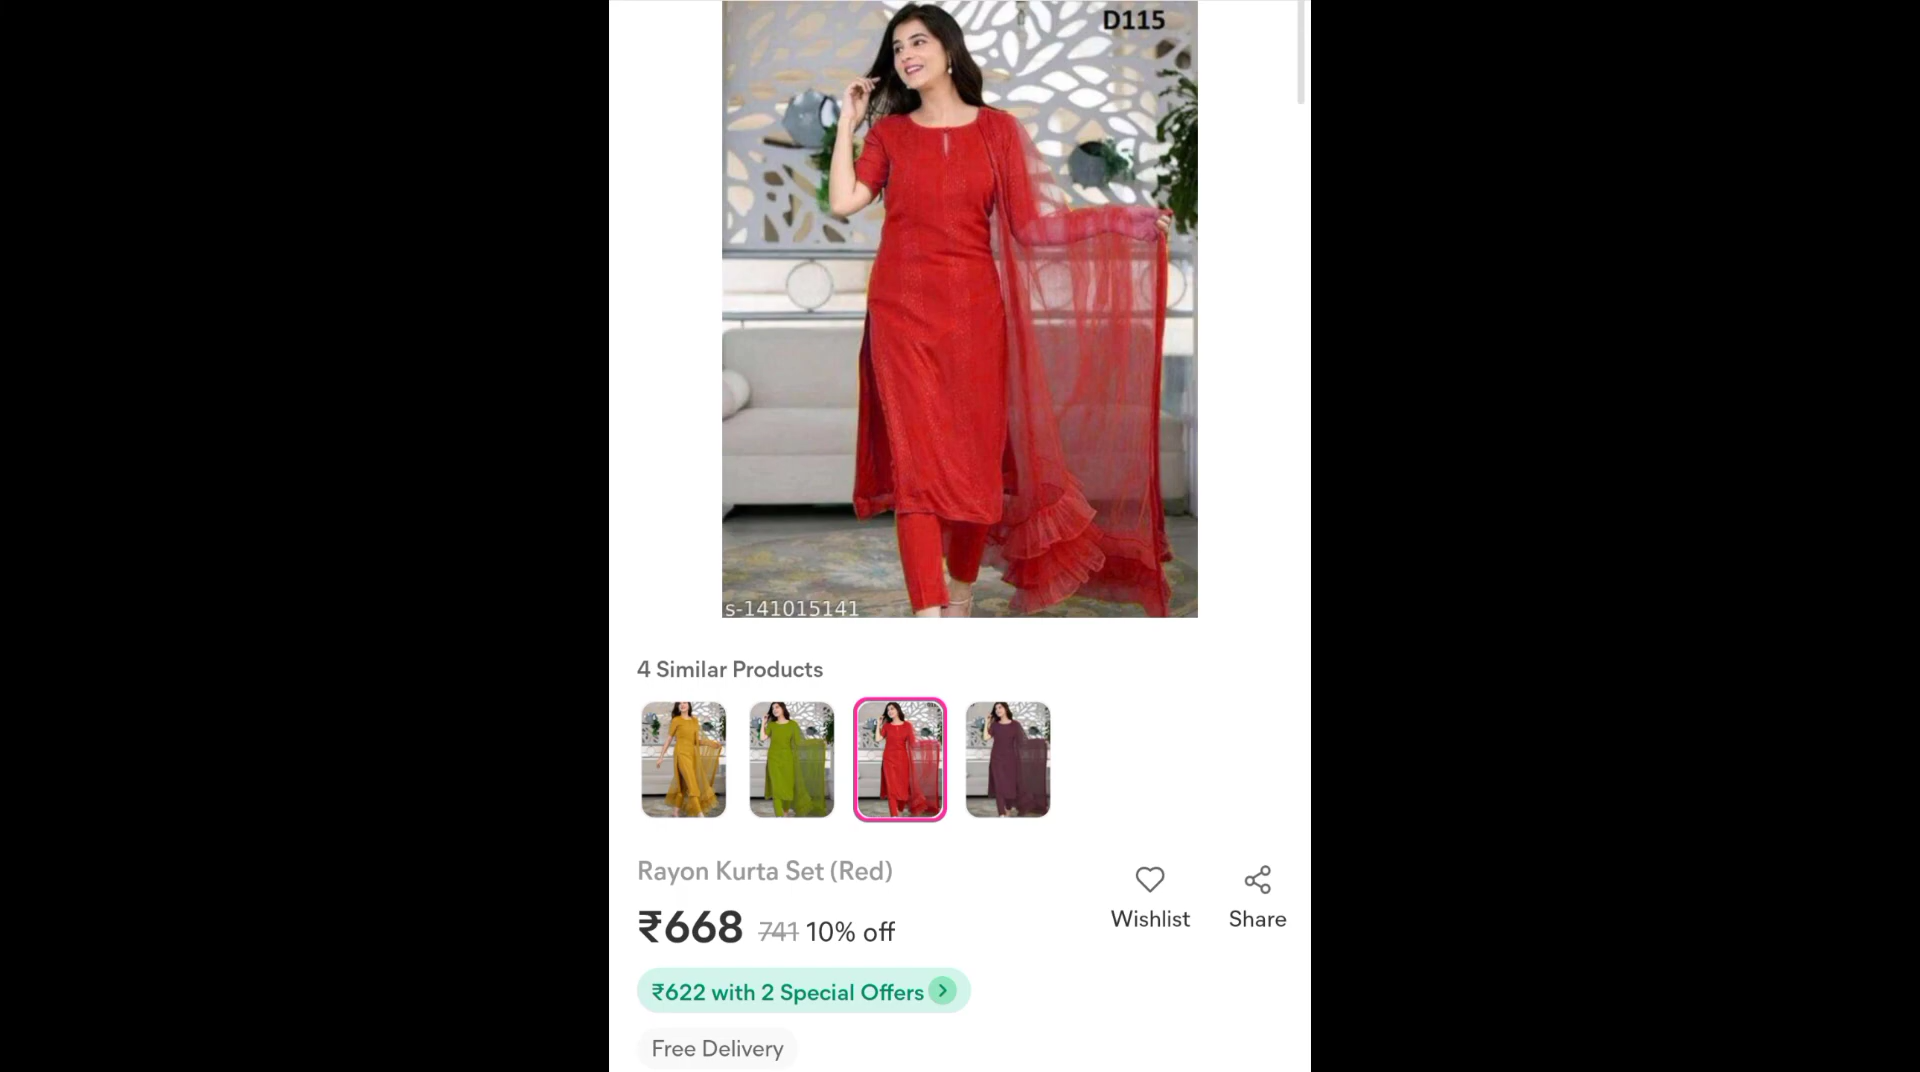 D115
s-141015141
4 Similar Products
Rayon Kurta Set (Red)
Wishlist
Share
₹668 741 10% off
₹622 with 2 Special Offers
Free Delivery